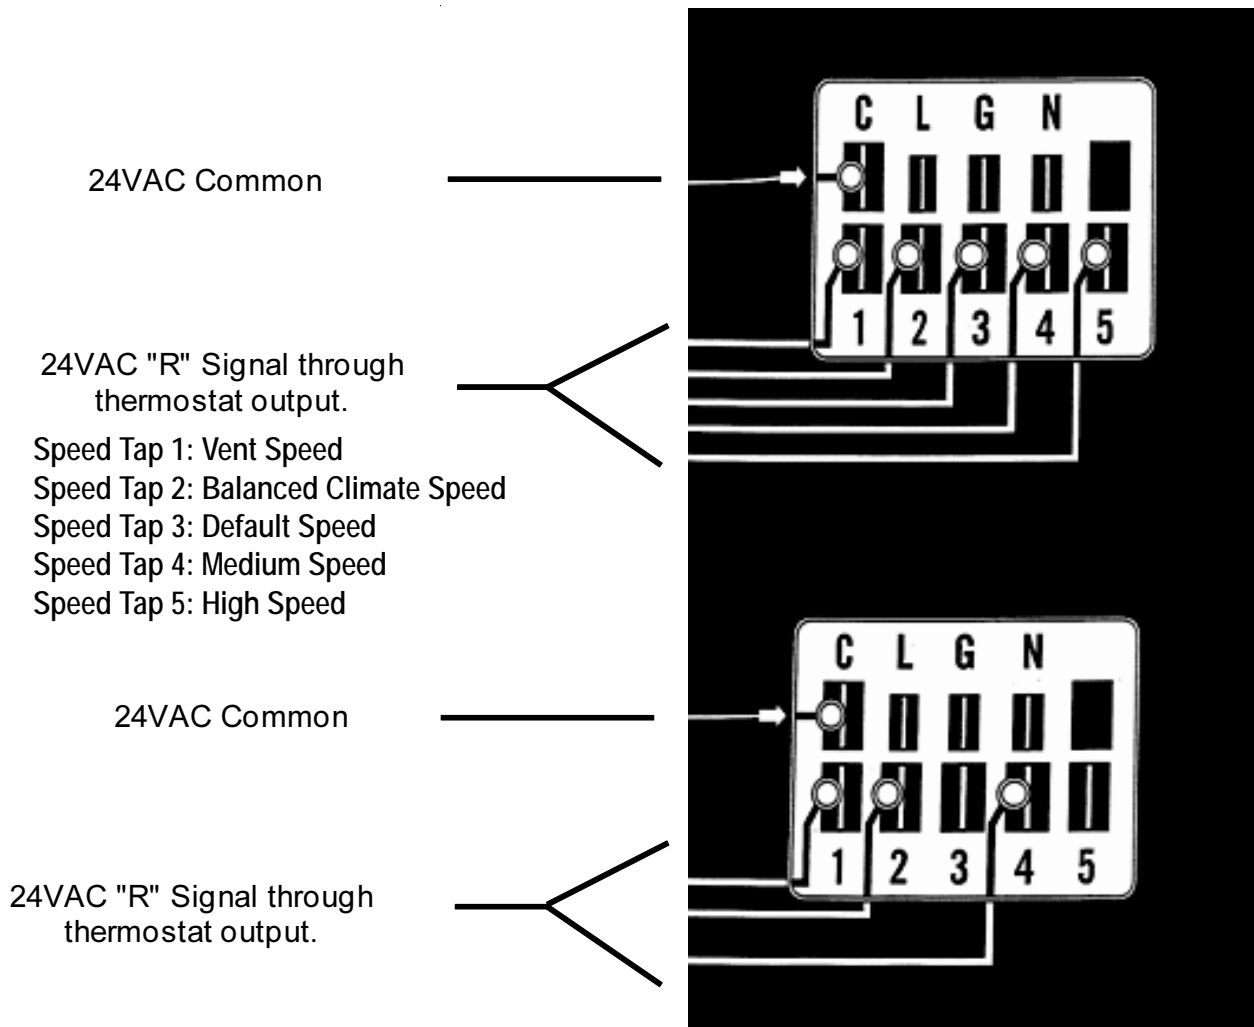 C L G N
24VAC Common
1 2 3 4 5
24VAC "R" Signal through
thermostat output.
Speed Tap 1: Vent Speed
Speed Tap 2: Balanced Climate Speed
Speed Tap 3: Default Speed
Speed Tap 4: Medium Speed
Speed Tap 5: High Speed
C L G N
24VAC Common
1 2 3 4 5
24VAC "R" Signal through
thermostat output.